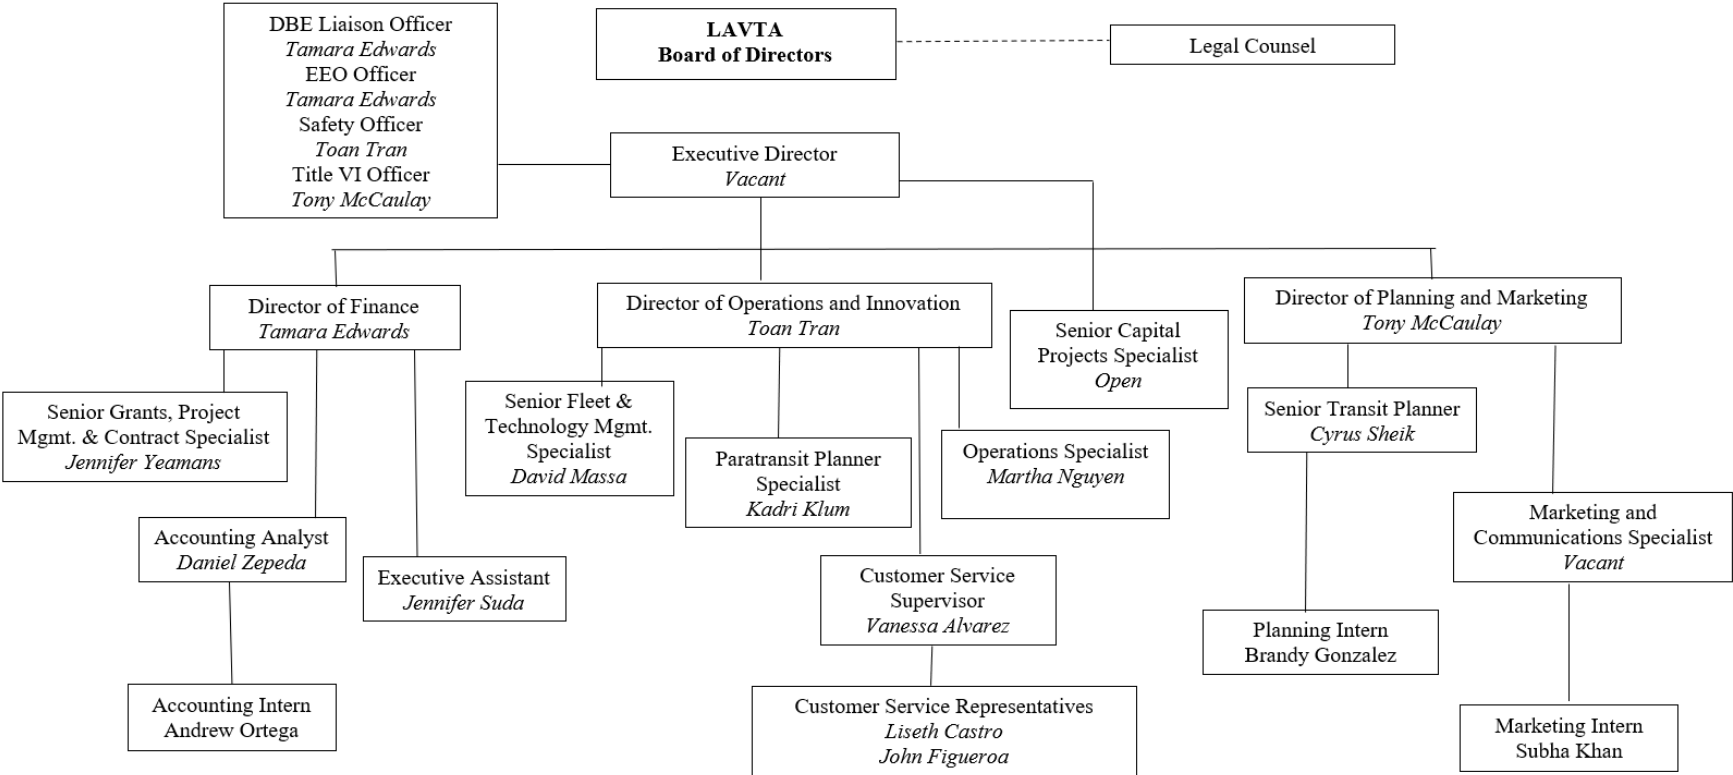 DBE Liaison Officer
Tamara Edwards
EEO Officer
Tamara Edwards
Safety Officer
Toan Tran
Title VI Officer
Tony McCaulay
LAVTA
Board of Directors
Legal Counsel
Executive Director
Vacant
Director of Finance
Tamara Edwards
Director of Operations and Innovation
Toan Tran
Senior Capital
Projects Specialist
Open
Director of Planning and Marketing
Tony McCaulay
Senior Grants, Project
Mgmt. & Contract Specialist
Jennifer Yeamans
Accounting Analyst
Daniel Zepeda
Executive Assistant
Jennifer Suda
Accounting Intern
Andrew Ortega
Senior Fleet &
Technology Mgmt.
Specialist
David Massa
Paratransit Planner
Specialist
Kadri Klum
Operations Specialist
Martha Nguyen
Customer Service
Supervisor
Vanessa Alvarez
Customer Service Representatives
Liseth Castro
John Figueroa
Senior Transit Planner
Cyrus Sheik
Planning Intern
Brandy Gonzalez
Marketing and
Communications Specialist
Vacant
Marketing Intern
Subha Khan